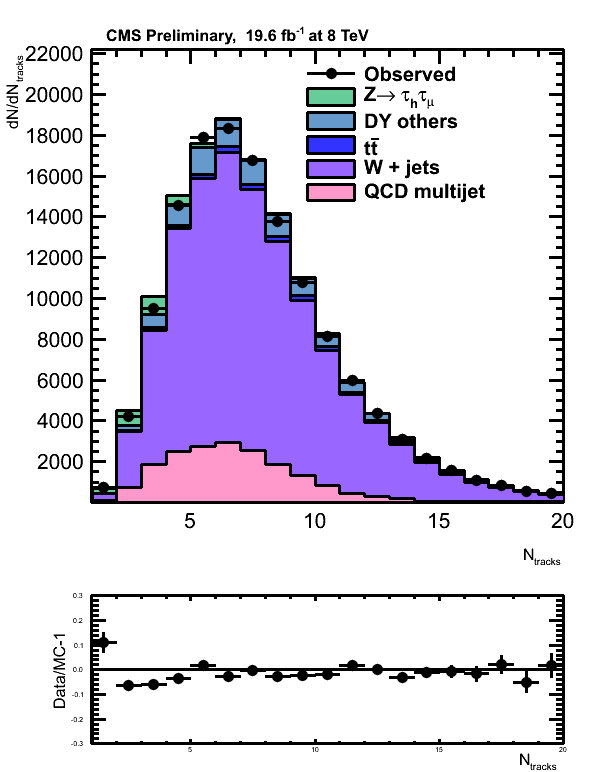 CMS Preliminary, 19.6 fb-1 at 8 TeV
dN/dNtracks
22000
20000
18000
16000
14000
12000
10000
8000
6000
4000
2000
Observed
Z→ τhτμ
DY others
tt̄
W + jets
QCD multijet
5 10 15 20
Ntracks
Data/MC-1
0.3
0.2
0.1
0.0
-0.1
-0.2
-0.3
5 10 15 20
Ntracks